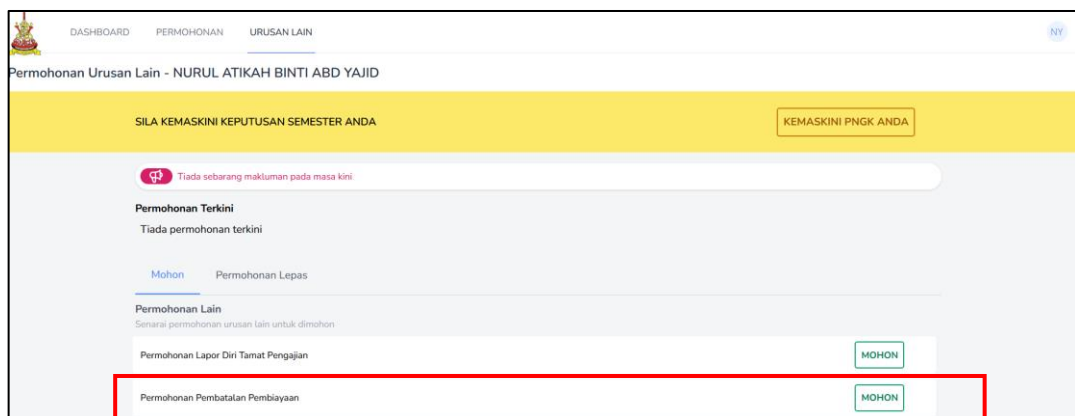 DASHBOARD PERMOHONAN URUSAN LAIN NY
Permohonan Urusan Lain - NURUL ATIKAH BINTI ABD YAJID
SILA KEMASKINI KEPUTUSAN SEMESTER ANDA KEMASKINI PNGK ANDA
Tiada sebarang makluman pada masa kini
Permohonan Terkini
Tiada permohonan terkini
Mohon Permohonan Lepas
Permohonan Lain
Senarai permohonan urusan lain untuk dimohon
Permohonan Lapor Diri Tamat Pengajian MOHON
Permohonan Pembatalan Pembiayaan MOHON